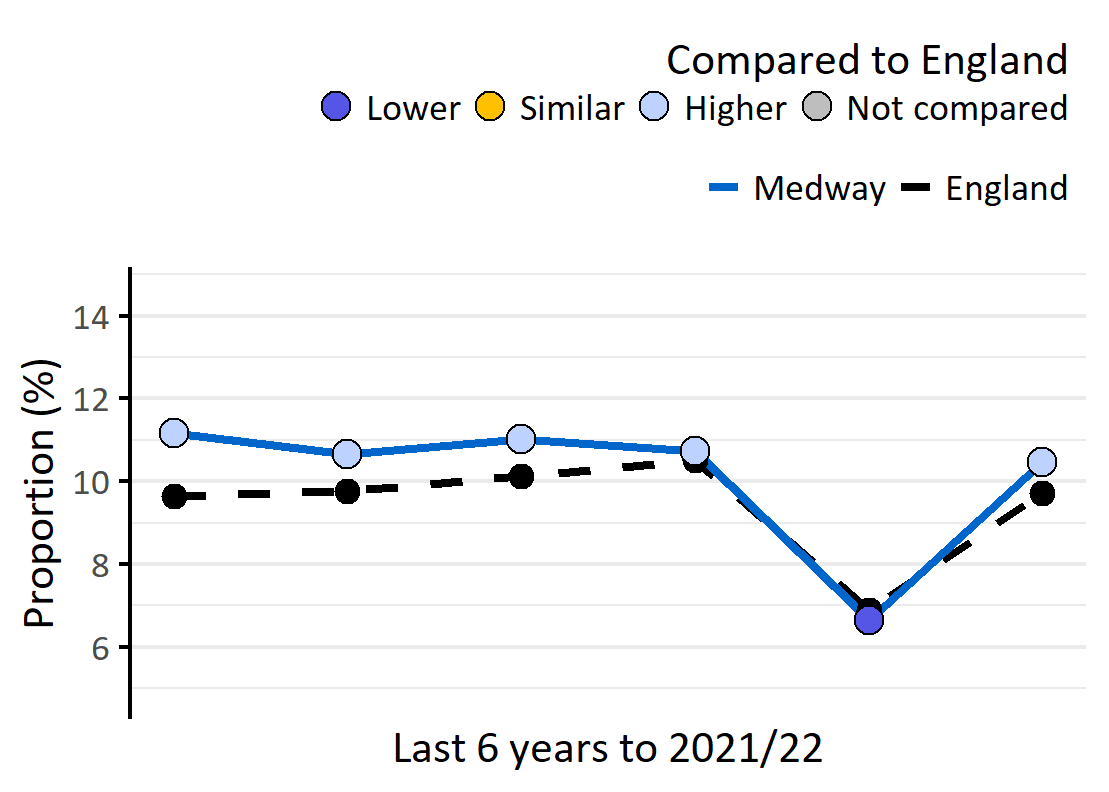 Compared to England
Lower Similar Higher Not compared
Medway England
Proportion (%)
14
12
10
8
6
Last 6 years to 2021/22